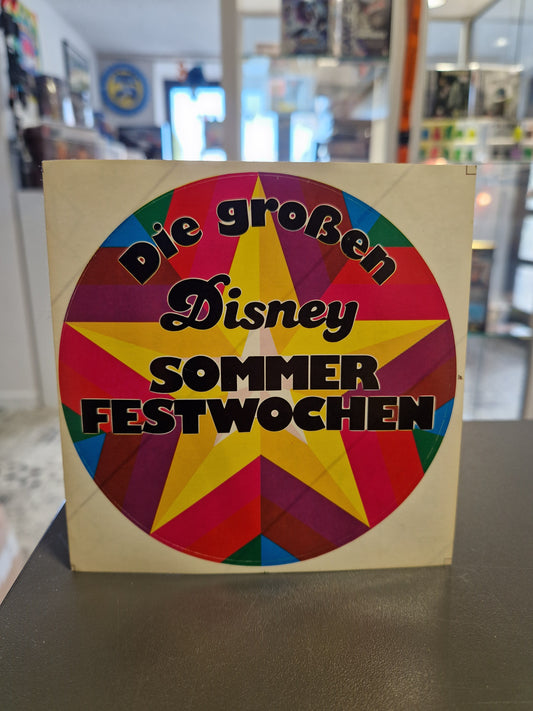 Die großen
Disney
SOMMER
FESTWOCHEN